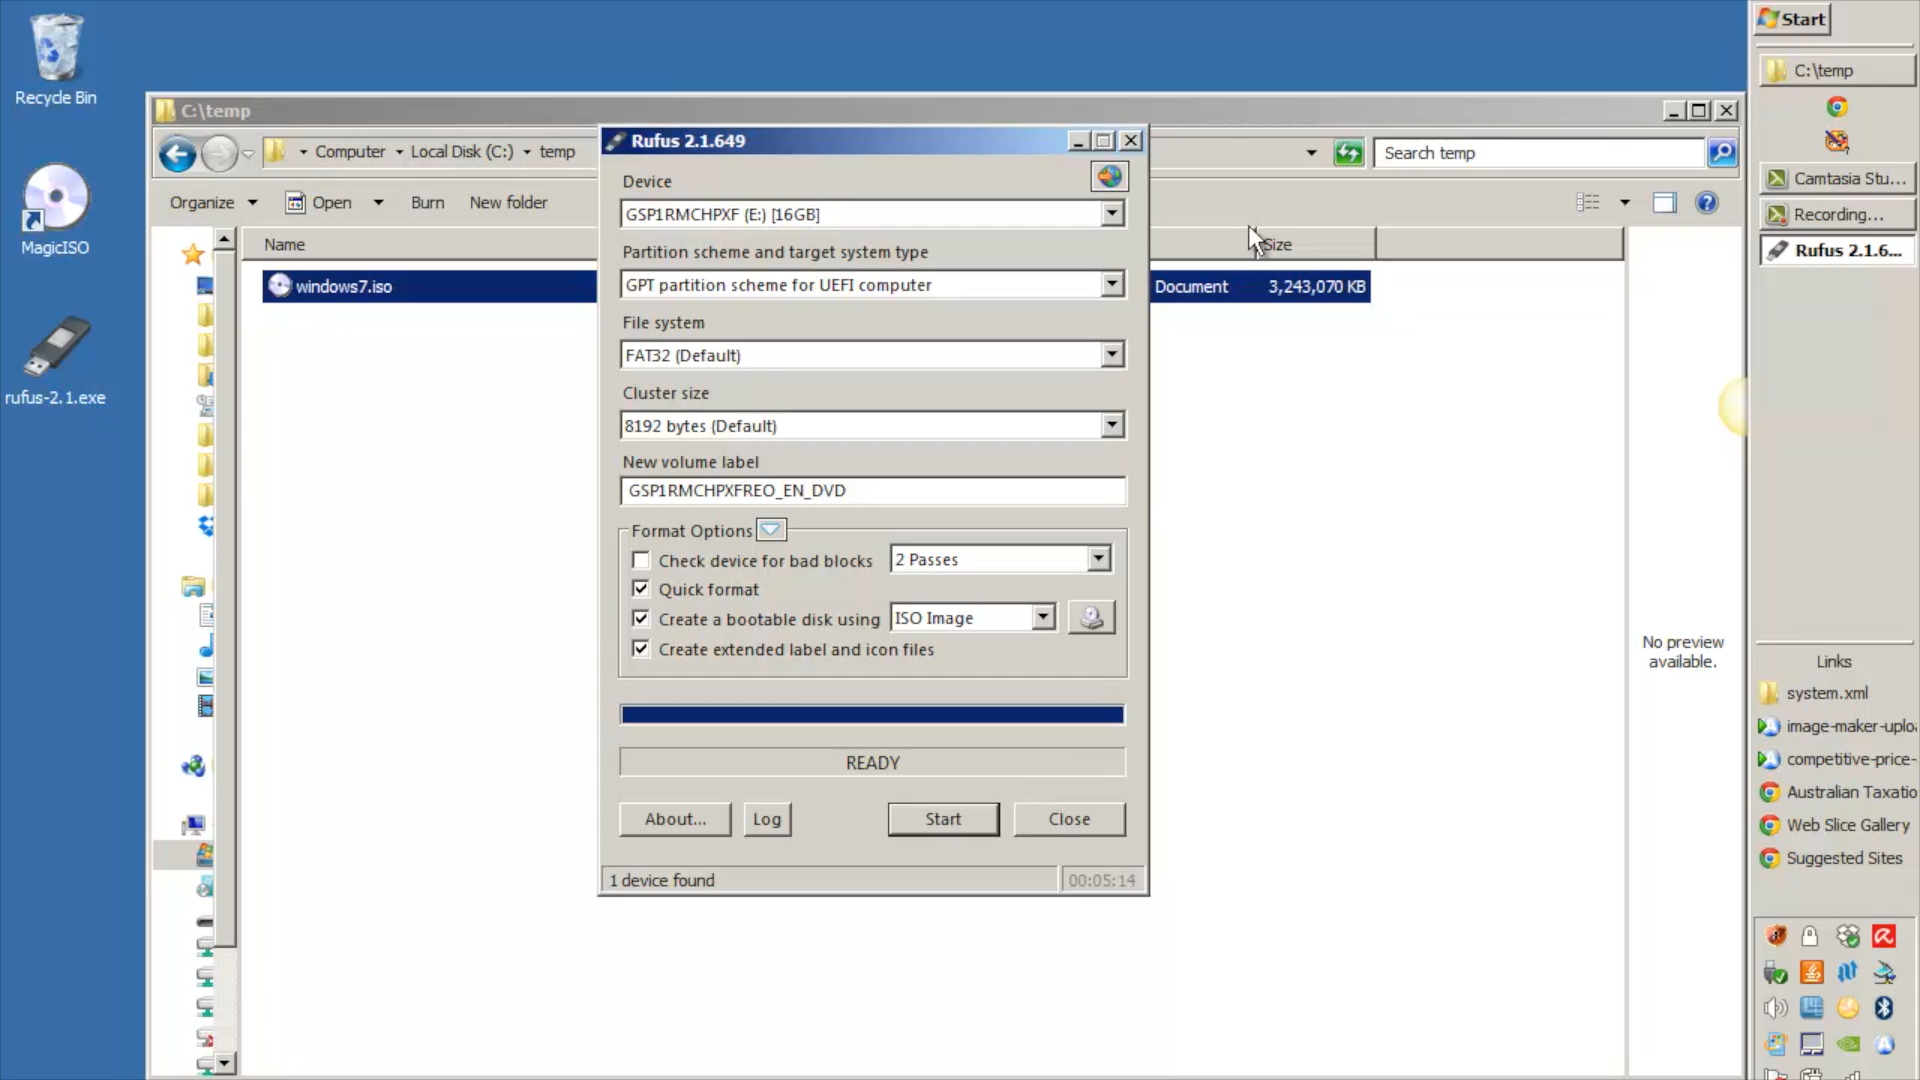 Recycle Bin
MagicISO
rufus-2.1.exe
C:\temp
Computer
Local Disk (C:)
temp
Search temp
Organize
Open
Burn
New folder
Name
Size
windows7.iso
Document
3,243,070 KB
No preview
available.
Rufus 2.1.649
Device
GSP1RMCHPXF (E:) [16GB]
Partition scheme and target system type
GPT partition scheme for UEFI computer
File system
FAT32 (Default)
Cluster size
8192 bytes (Default)
New volume label
GSP1RMCHPXFREO_EN_DVD
Format Options
Check device for bad blocks
2 Passes
Quick format
Create a bootable disk using
ISO Image
Create extended label and icon files
READY
About...
Log
Start
Close
1 device found
00:05:14
Start
C:\temp
Camtasia Stu...
Recording...
Rufus 2.1.6...
Links
system.xml
image-maker-uploa
competitive-price-
Australian Taxatio
Web Slice Gallery
Suggested Sites